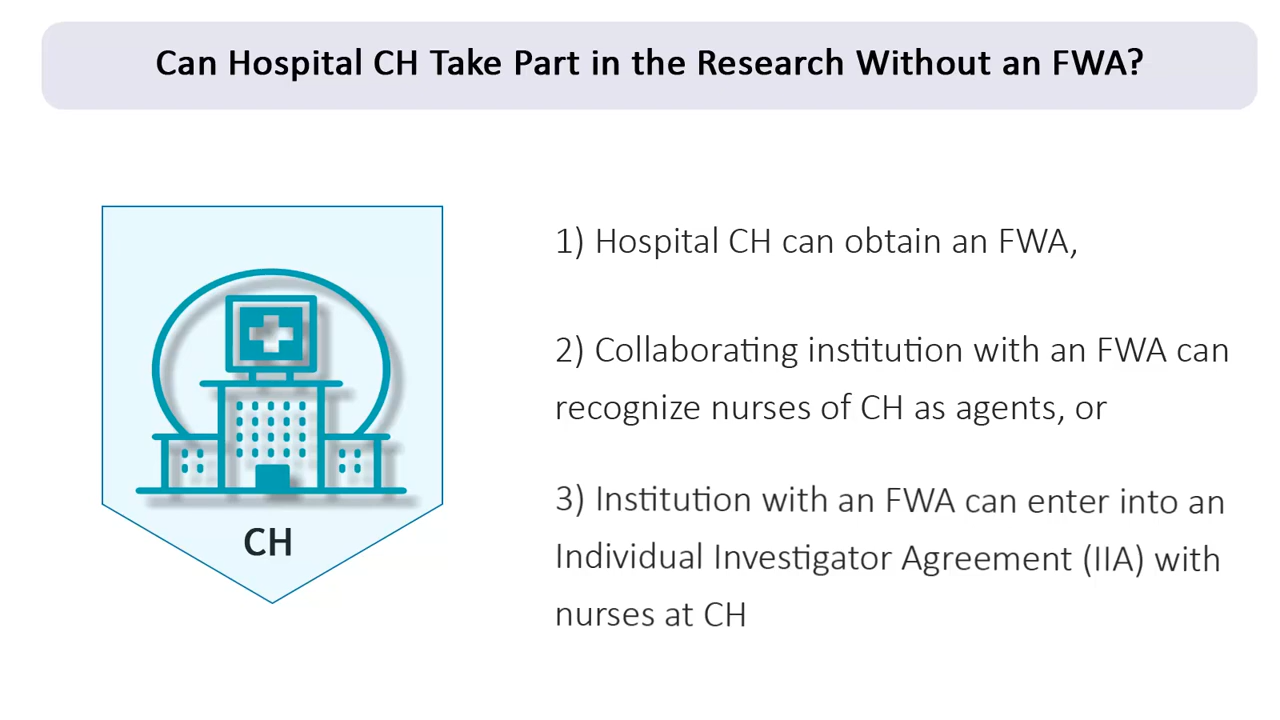 Can Hospital CH Take Part in the Research Without an FWA?
CH
1) Hospital CH can obtain an FWA,
2) Collaborating institution with an FWA can
recognize nurses of CH as agents, or
3) Institution with an FWA can enter into an
Individual Investigator Agreement (IIA) with
nurses at CH